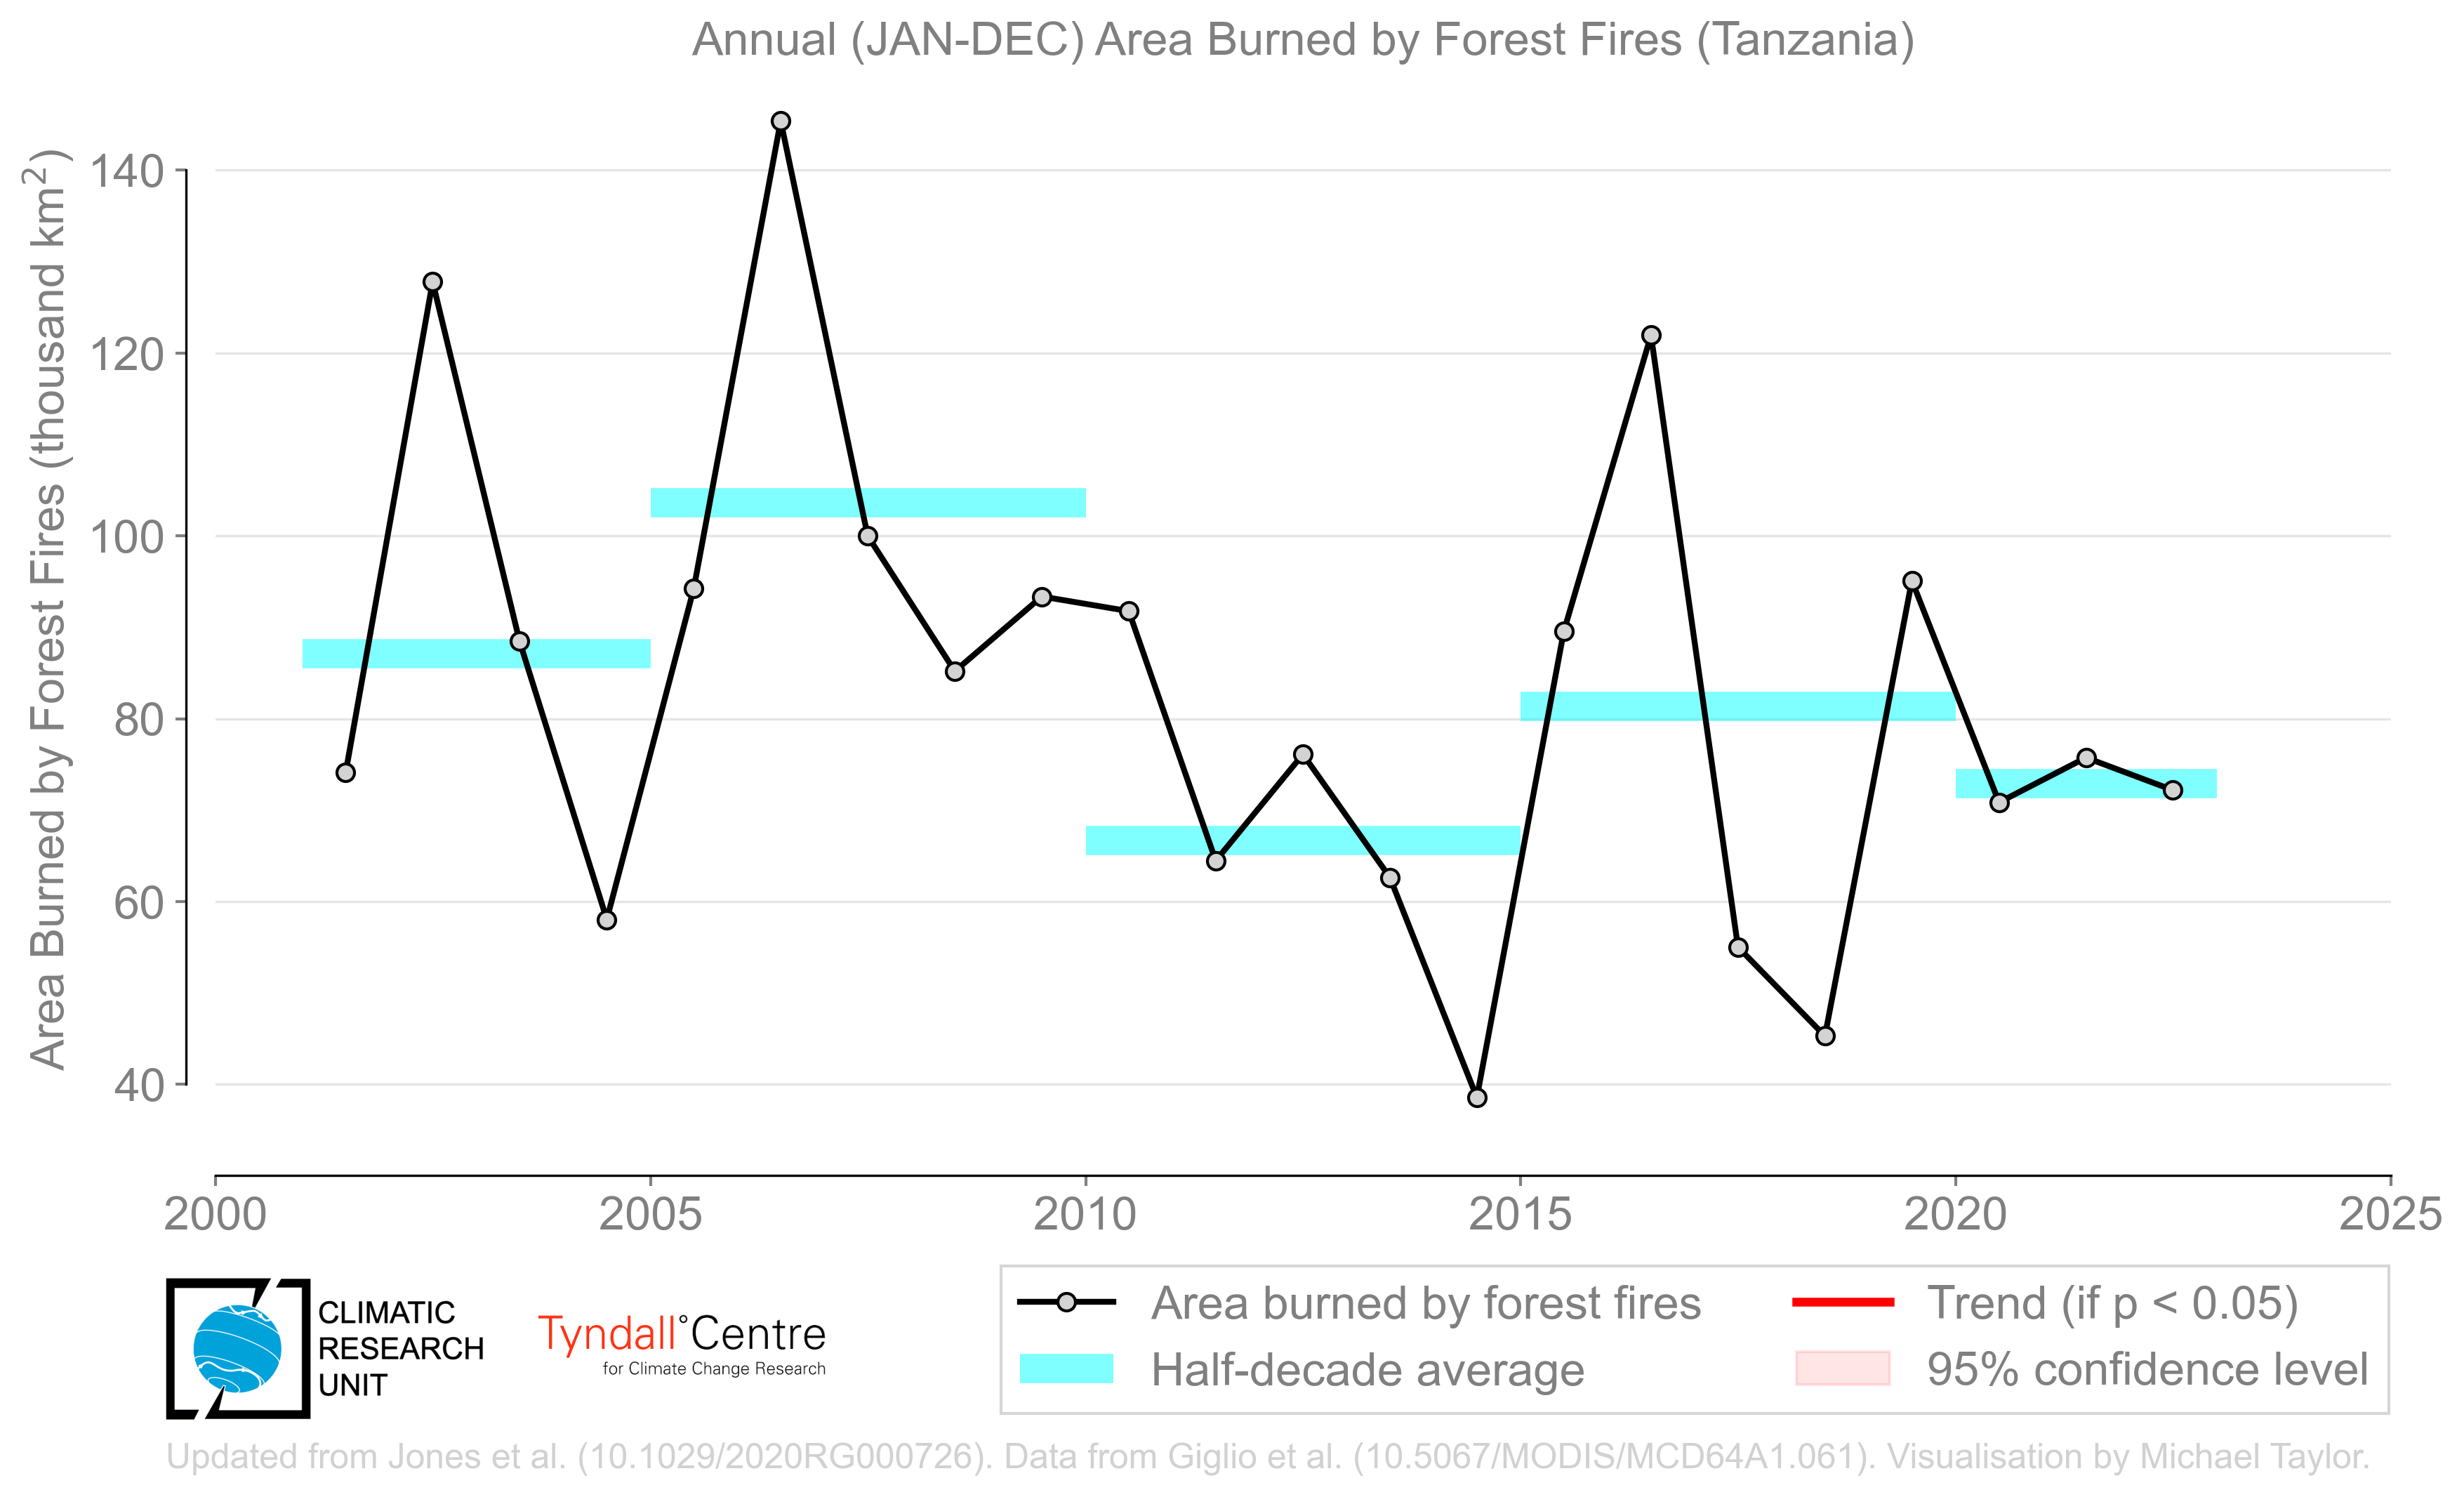 Annual (JAN-DEC) Area Burned by Forest Fires (Tanzania)
Area Burned by Forest Fires (thousand km²)
140
120
100
80
60
40
2000
2005
2010
2015
2020
2025
CLIMATIC
RESEARCH
UNIT
Tyndall°Centre
for Climate Change Research
Area burned by forest fires
Half-decade average
Trend (if p < 0.05)
95% confidence level
Updated from Jones et al. (10.1029/2020RG000726). Data from Giglio et al. (10.5067/MODIS/MCD64A1.061). Visualisation by Michael Taylor.